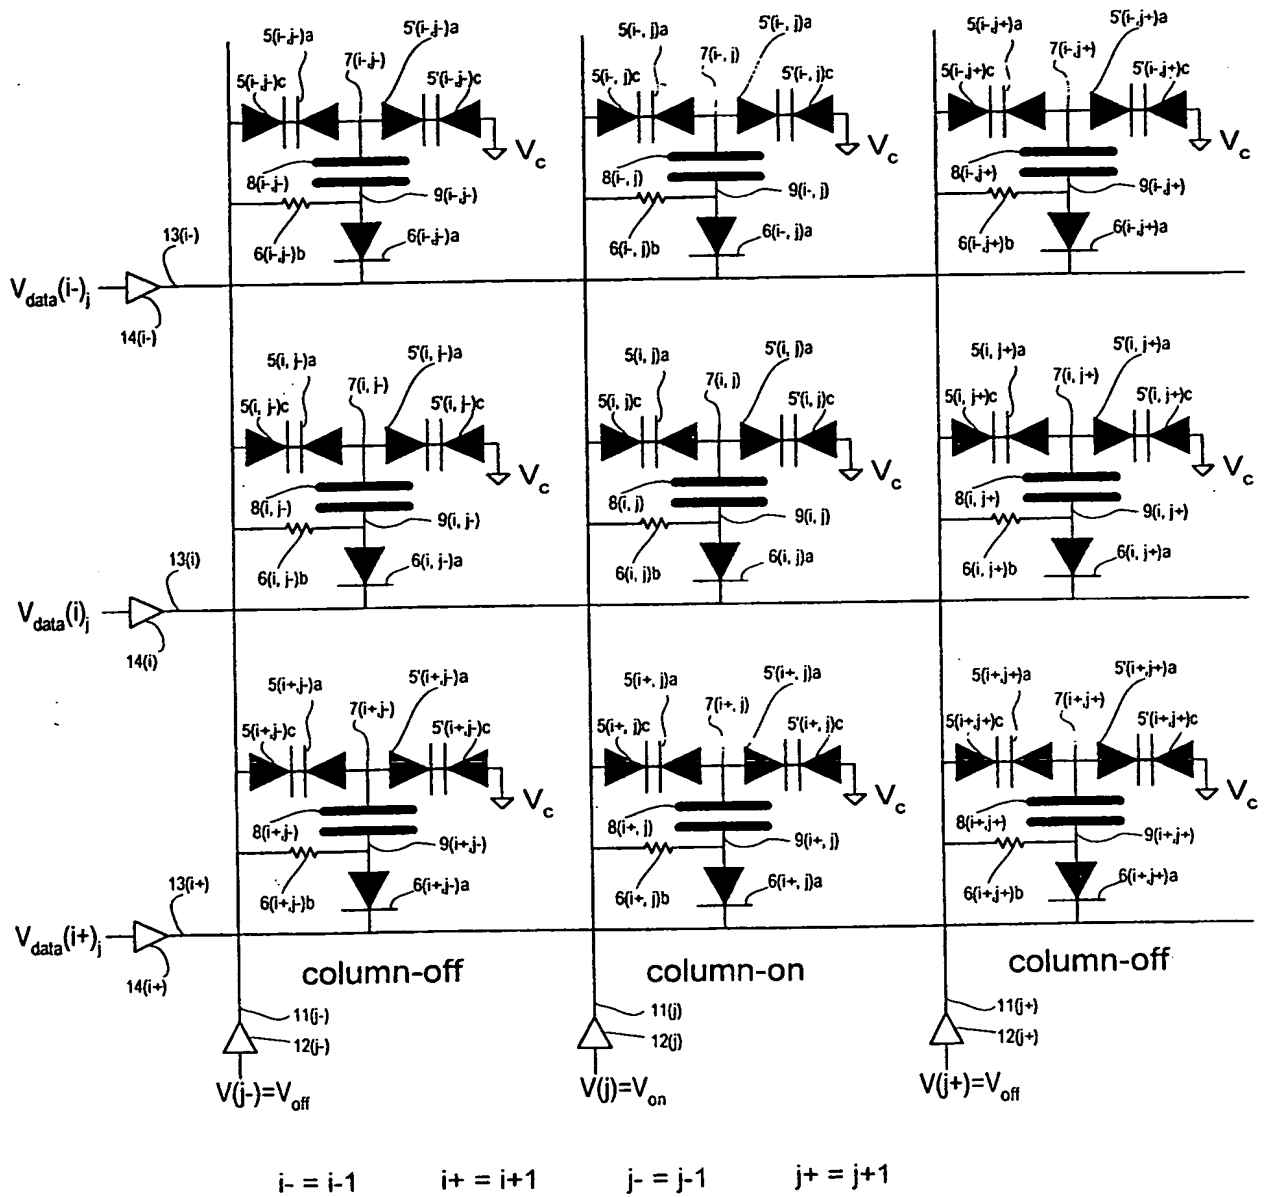 5(i-,j-)a 5'(i-,j-)a 5(i-, j)a 5'(i-, j)a 5(i-,j+)a 5'(i-,j+)a
7(i-,j-) 7(i-, j) 7(i-,j+)
5(i-,j-)c 5'(i-,j-)c 5(i-, j)c 5'(i-, j)c 5(i-,j+)c 5'(i-,j+)c
Vc Vc Vc
8(i-,j-) 9(i-,j-) 8(i-, j) 9(i-, j) 8(i-,j+) 9(i-,j+)
6(i-,j-)b 6(i-,j-)a 6(i-, j)b 6(i-, j)a 6(i-,j+)b 6(i-,j+)a
13(i-)
Vdata(i-)j
14(i-)
5(i, j-)a 5'(i, j-)a 5(i, j)a 5'(i, j)a 5(i, j+)a 5'(i, j+)a
7(i, j-) 7(i, j) 7(i, j+)
5(i, j-)c 5'(i, j-)c 5(i, j)c 5'(i, j)c 5(i, j+)c 5'(i, j+)c
Vc Vc Vc
8(i, j-) 9(i, j-) 8(i, j) 9(i, j) 8(i, j+) 9(i, j+)
6(i, j-)b 6(i, j-)a 6(i, j)b 6(i, j)a 6(i, j+)b 6(i, j+)a
13(i)
Vdata(i)j
14(i)
5(i+,j-)a 5'(i+,j-)a 5(i+, j)a 5'(i+, j)a 5(i+,j+)a 5'(i+,j+)a
7(i+,j-) 7(i+, j) 7(i+,j+)
5(i+,j-)c 5'(i+,j-)c 5(i+, j)c 5'(i+, j)c 5(i+,j+)c 5'(i+,j+)c
Vc Vc Vc
8(i+,j-) 9(i+,j-) 8(i+, j) 9(i+, j) 8(i+,j+) 9(i+,j+)
6(i+,j-)b 6(i+,j-)a 6(i+, j)b 6(i+, j)a 6(i+,j+)b 6(i+,j+)a
13(i+)
Vdata(i+)j
14(i+)
column-off column-on column-off
11(j-) 11(j) 11(j+)
12(j-) 12(j) 12(j+)
V(j-)=Voff V(j)=Von V(j+)=Voff
i- = i-1 i+ = i+1 j- = j-1 j+ = j+1